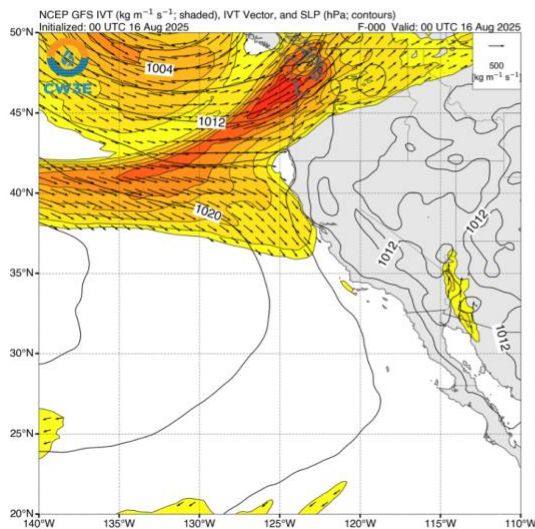 NCEP GFS IVT (kg m⁻¹ s⁻¹; shaded), IVT Vector, and SLP (hPa; contours)
Initialized: 00 UTC 16 Aug 2025 F-000 Valid: 00 UTC 16 Aug 2025
50°N
45°N
40°N
35°N
30°N
25°N
20°N
CW3E
1004
1012
1020
500
(kg m⁻¹ s⁻¹)
1012
1012
1012
140°W 135°W 130°W 125°W 120°W 115°W 110°W